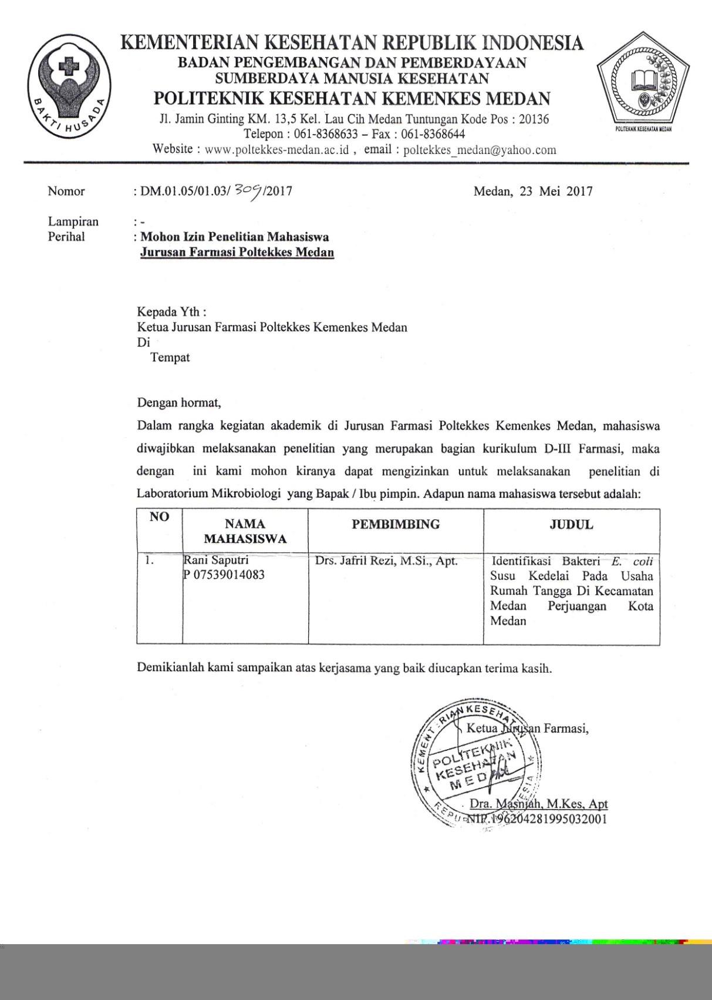 KEMENTERIAN KESEHATAN REPUBLIK INDONESIA
BADAN PENGEMBANGAN DAN PEMBERDAYAAN
SUMBERDAYA MANUSIA KESEHATAN
POLITEKNIK KESEHATAN KEMENKES MEDAN
Jl. Jamin Ginting KM. 13,5 Kel. Lau Cih Medan Tuntungan Kode Pos : 20136
Telepon : 061-8368633 – Fax : 061-8368644
Website : www.poltekkes-medan.ac.id , email : poltekkes_medan@yahoo.com
BAKTI HUSADA
POLITEKNIK KESEHATAN MEDAN
Nomor : DM.01.05/01.03/ 309/2017 Medan, 23 Mei 2017
Lampiran : -
Perihal : Mohon Izin Penelitian Mahasiswa
Jurusan Farmasi Poltekkes Medan
Kepada Yth :
Ketua Jurusan Farmasi Poltekkes Kemenkes Medan
Di
Tempat
Dengan hormat,
Dalam rangka kegiatan akademik di Jurusan Farmasi Poltekkes Kemenkes Medan, mahasiswa
diwajibkan melaksanakan penelitian yang merupakan bagian kurikulum D-III Farmasi, maka
dengan ini kami mohon kiranya dapat mengizinkan untuk melaksanakan penelitian di
Laboratorium Mikrobiologi yang Bapak / Ibu pimpin. Adapun nama mahasiswa tersebut adalah:
NO NAMA MAHASISWA PEMBIMBING JUDUL
1. Rani Saputri Drs. Jafril Rezi, M.Si., Apt. Identifikasi Bakteri E. coli
P 07539014083 Susu Kedelai Pada Usaha
Rumah Tangga Di Kecamatan
Medan Perjuangan Kota
Medan
Demikianlah kami sampaikan atas kerjasama yang baik diucapkan terima kasih.
Ketua Jurusan Farmasi,
KEMENTERIAN KESEHATAN
POLITEKNIK
KESEHATAN
MEDAN
REPUBLIK INDONESIA
Dra. Masniah, M.Kes, Apt
NIP.196204281995032001